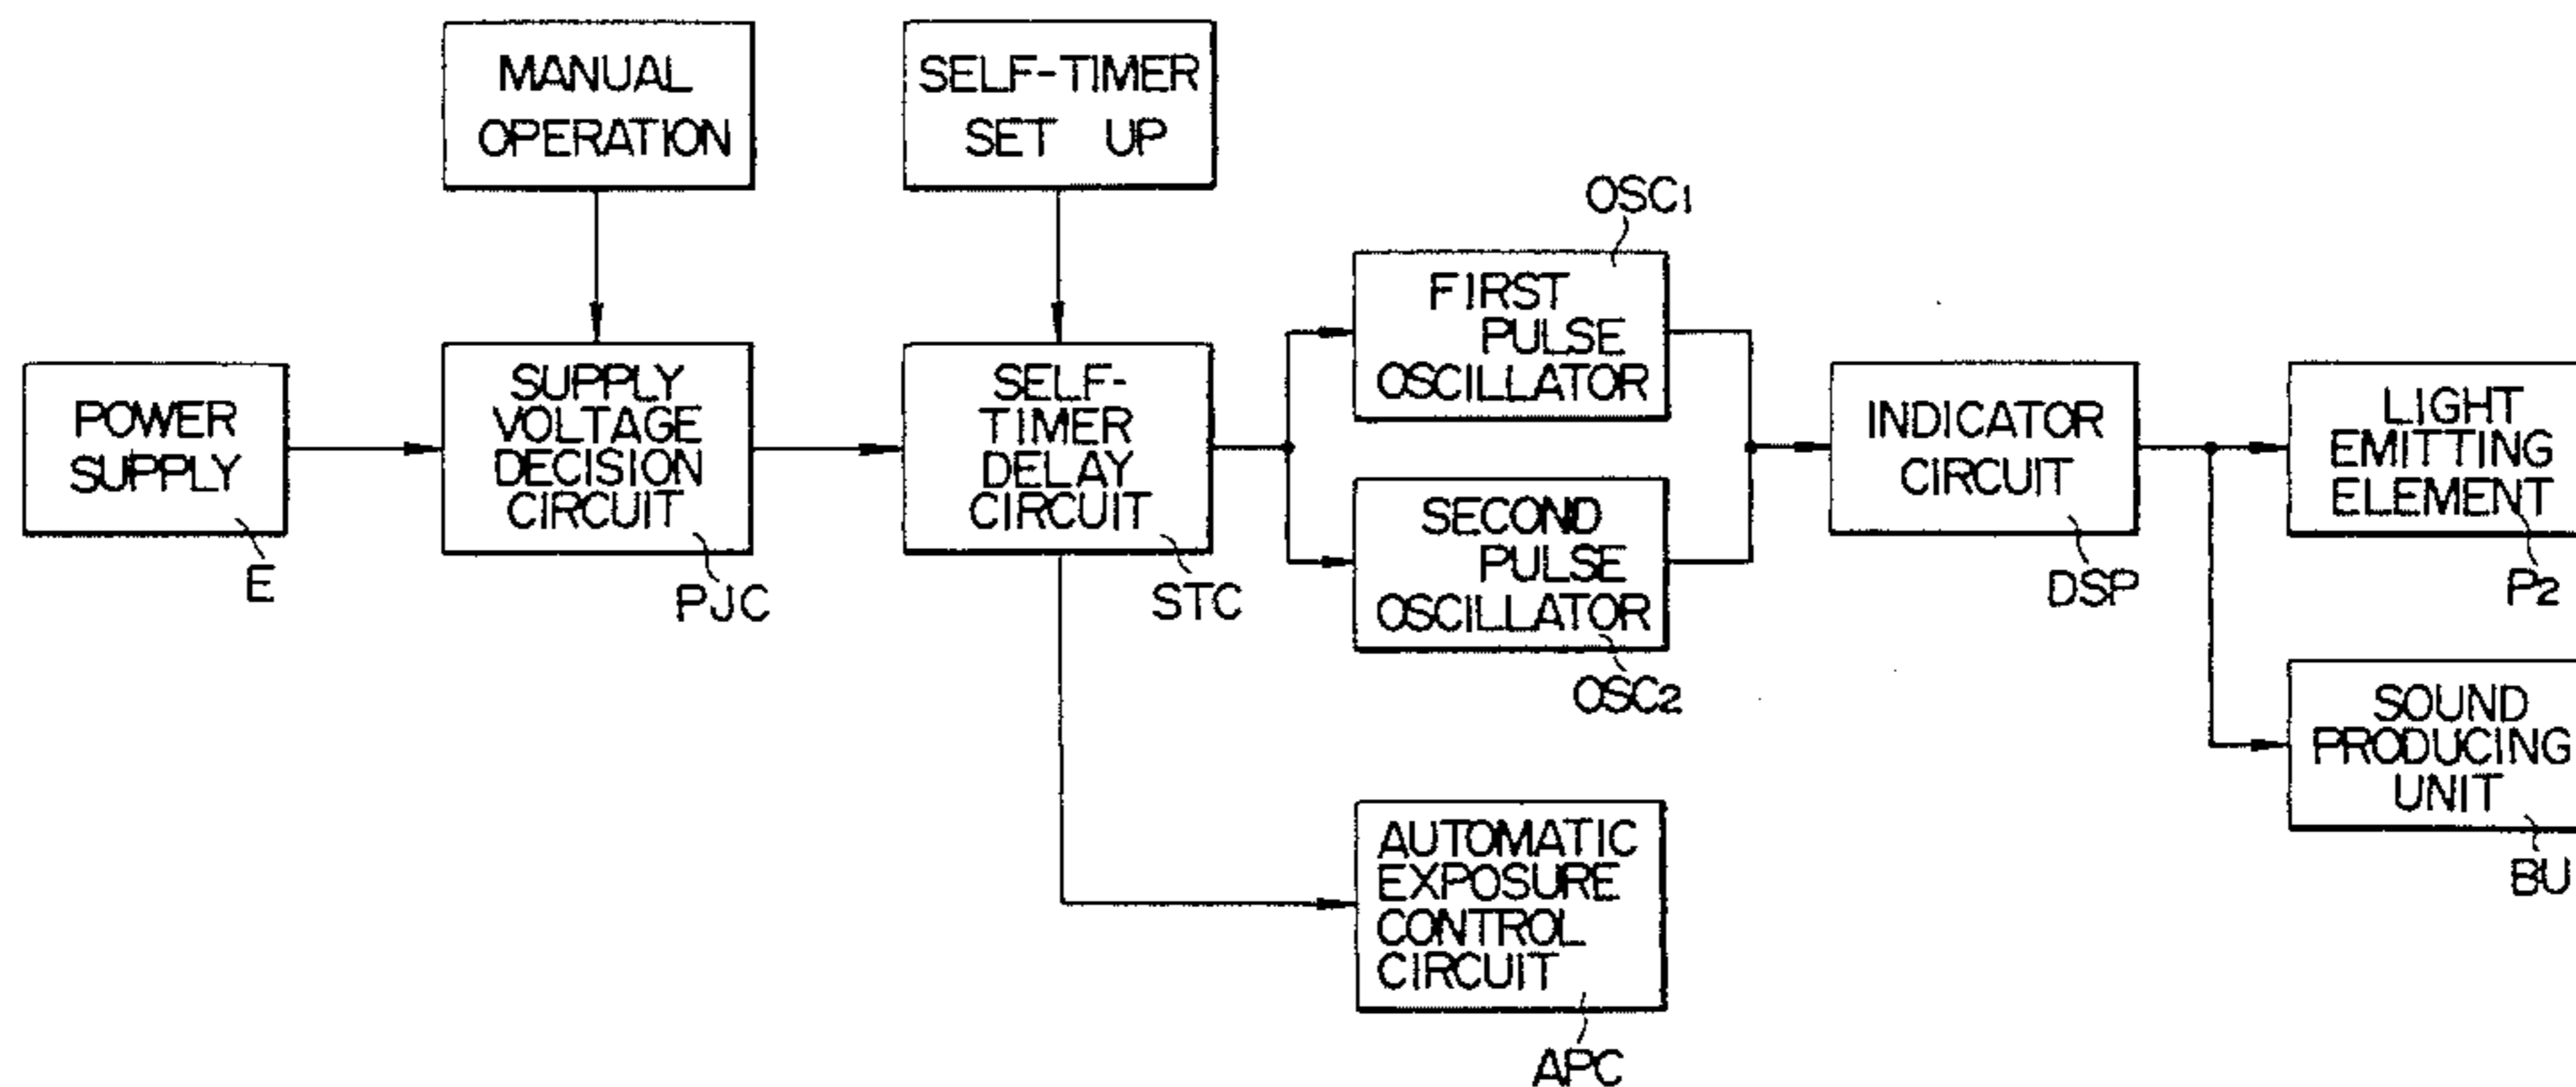 MANUAL
OPERATION
SELF-TIMER
SET UP
OSC1
FIRST
PULSE
OSCILLATOR
POWER
SUPPLY
E
SUPPLY
VOLTAGE
DECISION
CIRCUIT
PJC
SELF-
TIMER
DELAY
CIRCUIT
STC
SECOND
PULSE
OSCILLATOR
OSC2
INDICATOR
CIRCUIT
DSP
LIGHT
EMITTING
ELEMENT
P2
SOUND
PRODUCING
UNIT
BU
AUTOMATIC
EXPOSURE
CONTROL
CIRCUIT
APC